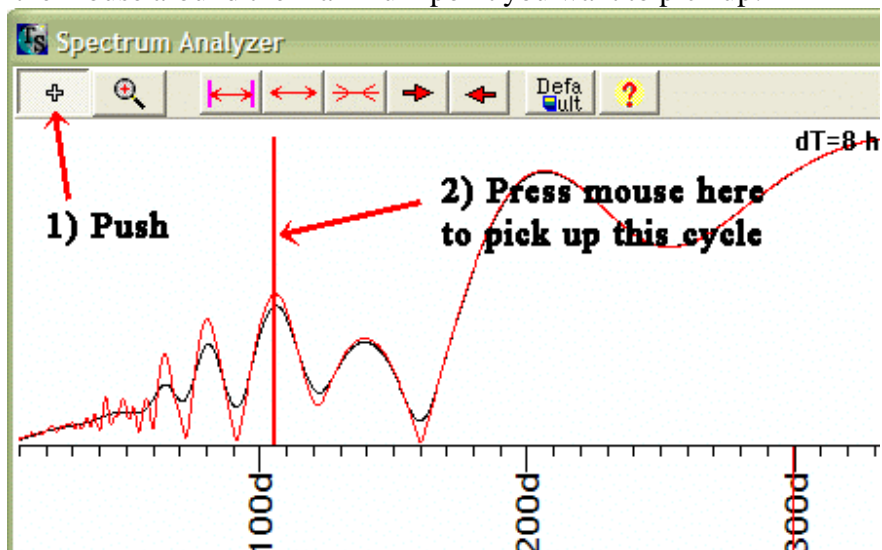 Spectrum Analyzer
Defa
ult
?
dT=8 h
1) Push
2) Press mouse here
to pick up this cycle
100d
200d
300d